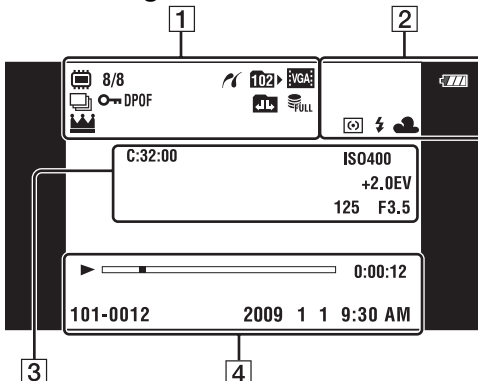 1 2
8/8 102 VGA
DPOF FULL
C:32:00 ISO400
+2.0EV
125 F3.5
0:00:12
101-0012 2009 1 1 9:30 AM
3 4